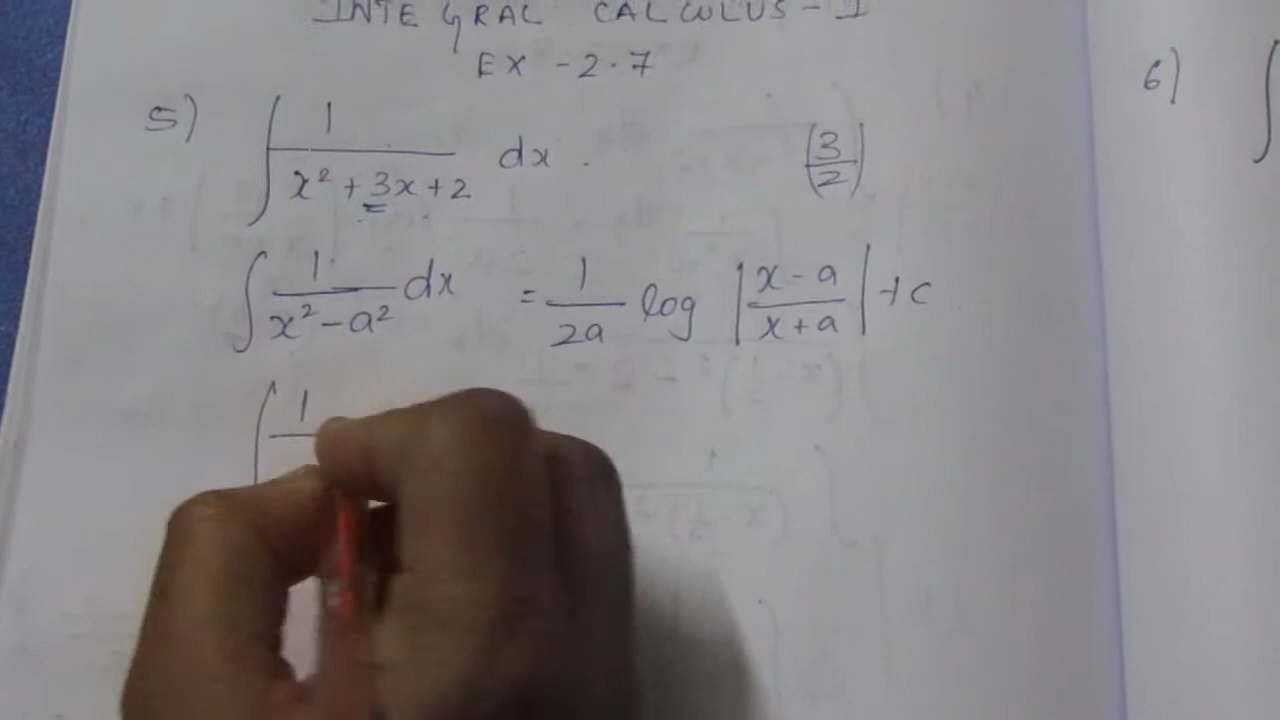 INTEGRAL CALCULUS - I
EX - 2.7
5) ∫ 1/(x² + 3x + 2) dx . (3/2)
6) ∫
∫ 1/(x² - a²) dx = 1/(2a) log |(x - a)/(x + a)| + c
∫ 1